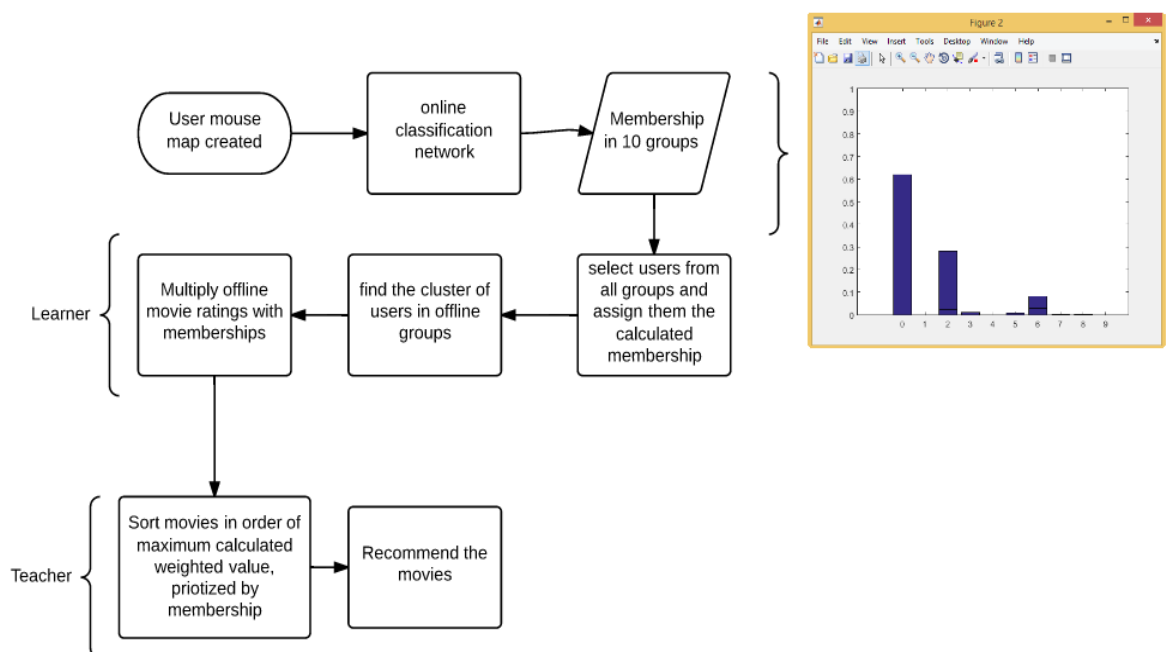 User mouse
map created
online
classification
network
Membership
in 10 groups
Figure 2
File Edit View Insert Tools Desktop Window Help
1
0.9
0.8
0.7
0.6
0.5
0.4
0.3
0.2
0.1
0
0 1 2 3 4 5 6 7 8 9
select users from
all groups and
assign them the
calculated
membership
find the cluster of
users in offline
groups
Multiply offline
movie ratings with
memberships
Learner
Teacher
Sort movies in order of
maximum calculated
weighted value,
priotized by
membership
Recommend the
movies